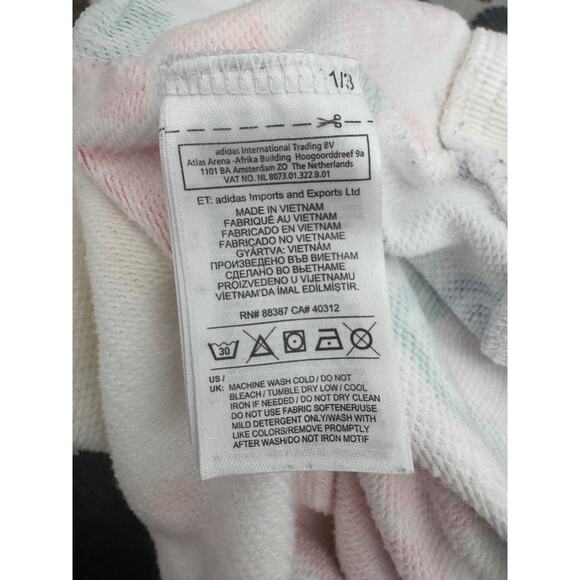 1/3
adidas International Trading BV
Atlas Arena -Afrika Building Hoogoorddreef 9a
1101 BA Amsterdam ZO The Netherlands
VAT NO. NL 8073.01.322.B.01
ET: adidas Imports and Exports Ltd
MADE IN VIETNAM
FABRIQUÉ AU VIETNAM
FABRICADO EN VIETNAM
FABRICADO NO VIETNAM
GYÁRTVA: VIETNAM
ПРОИЗВЕДЕНО ВЪВ ВИЕТНАМ
СДЕЛАНО ВО ВЬЕТНАМЕ
PROIZVEDENO U VIJETNAMU
VIETNAM'DA İMAL EDİLMİŞTİR.
RN# 88387 CA# 40312
30
US / UK: MACHINE WASH COLD / DO NOT
BLEACH / TUMBLE DRY LOW / COOL
IRON IF NEEDED / DO NOT DRY CLEAN
DO NOT USE FABRIC SOFTENER/USE
MILD DETERGENT ONLY/WASH WITH
LIKE COLORS/REMOVE PROMPTLY
AFTER WASH/DO NOT IRON MOTIF